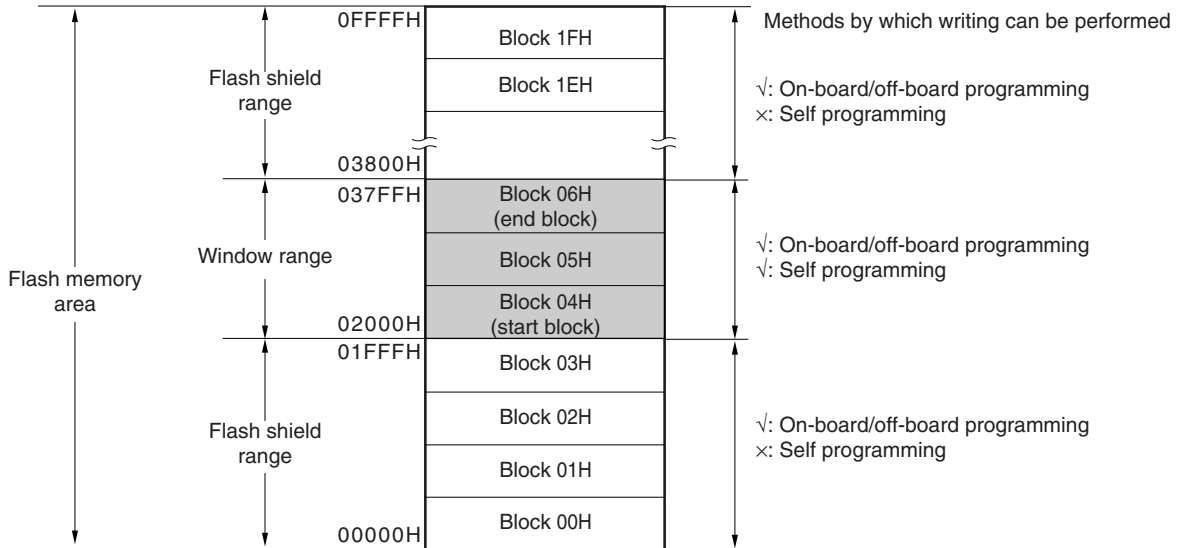 0FFFFH
Block 1FH
Methods by which writing can be performed
Flash shield
range
Block 1EH
√: On-board/off-board programming
×: Self programming
03800H
037FFH
Block 06H
(end block)
Window range
Block 05H
√: On-board/off-board programming
√: Self programming
Flash memory
area
Block 04H
(start block)
02000H
01FFFH
Block 03H
Flash shield
range
Block 02H
√: On-board/off-board programming
×: Self programming
Block 01H
Block 00H
00000H